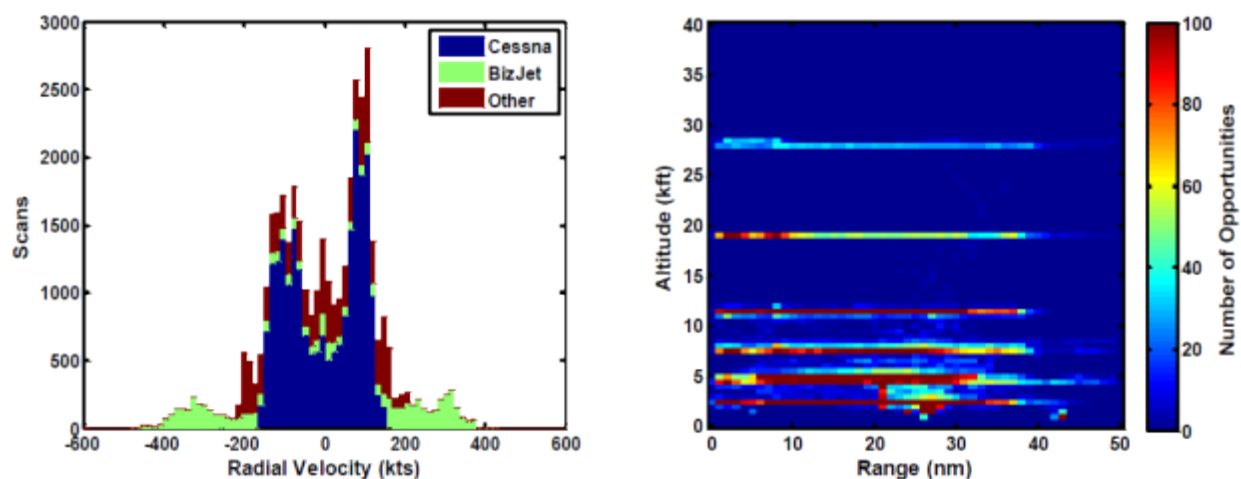 3000
2500
2000
1500
1000
500
0
Scans
-600 -400 -200 0 200 400 600
Radial Velocity (kts)
Cessna
BizJet
Other
40
35
30
25
20
15
10
5
0
Altitude (kft)
0 10 20 30 40 50
Range (nm)
100
80
60
40
20
0
Number of Opportunities